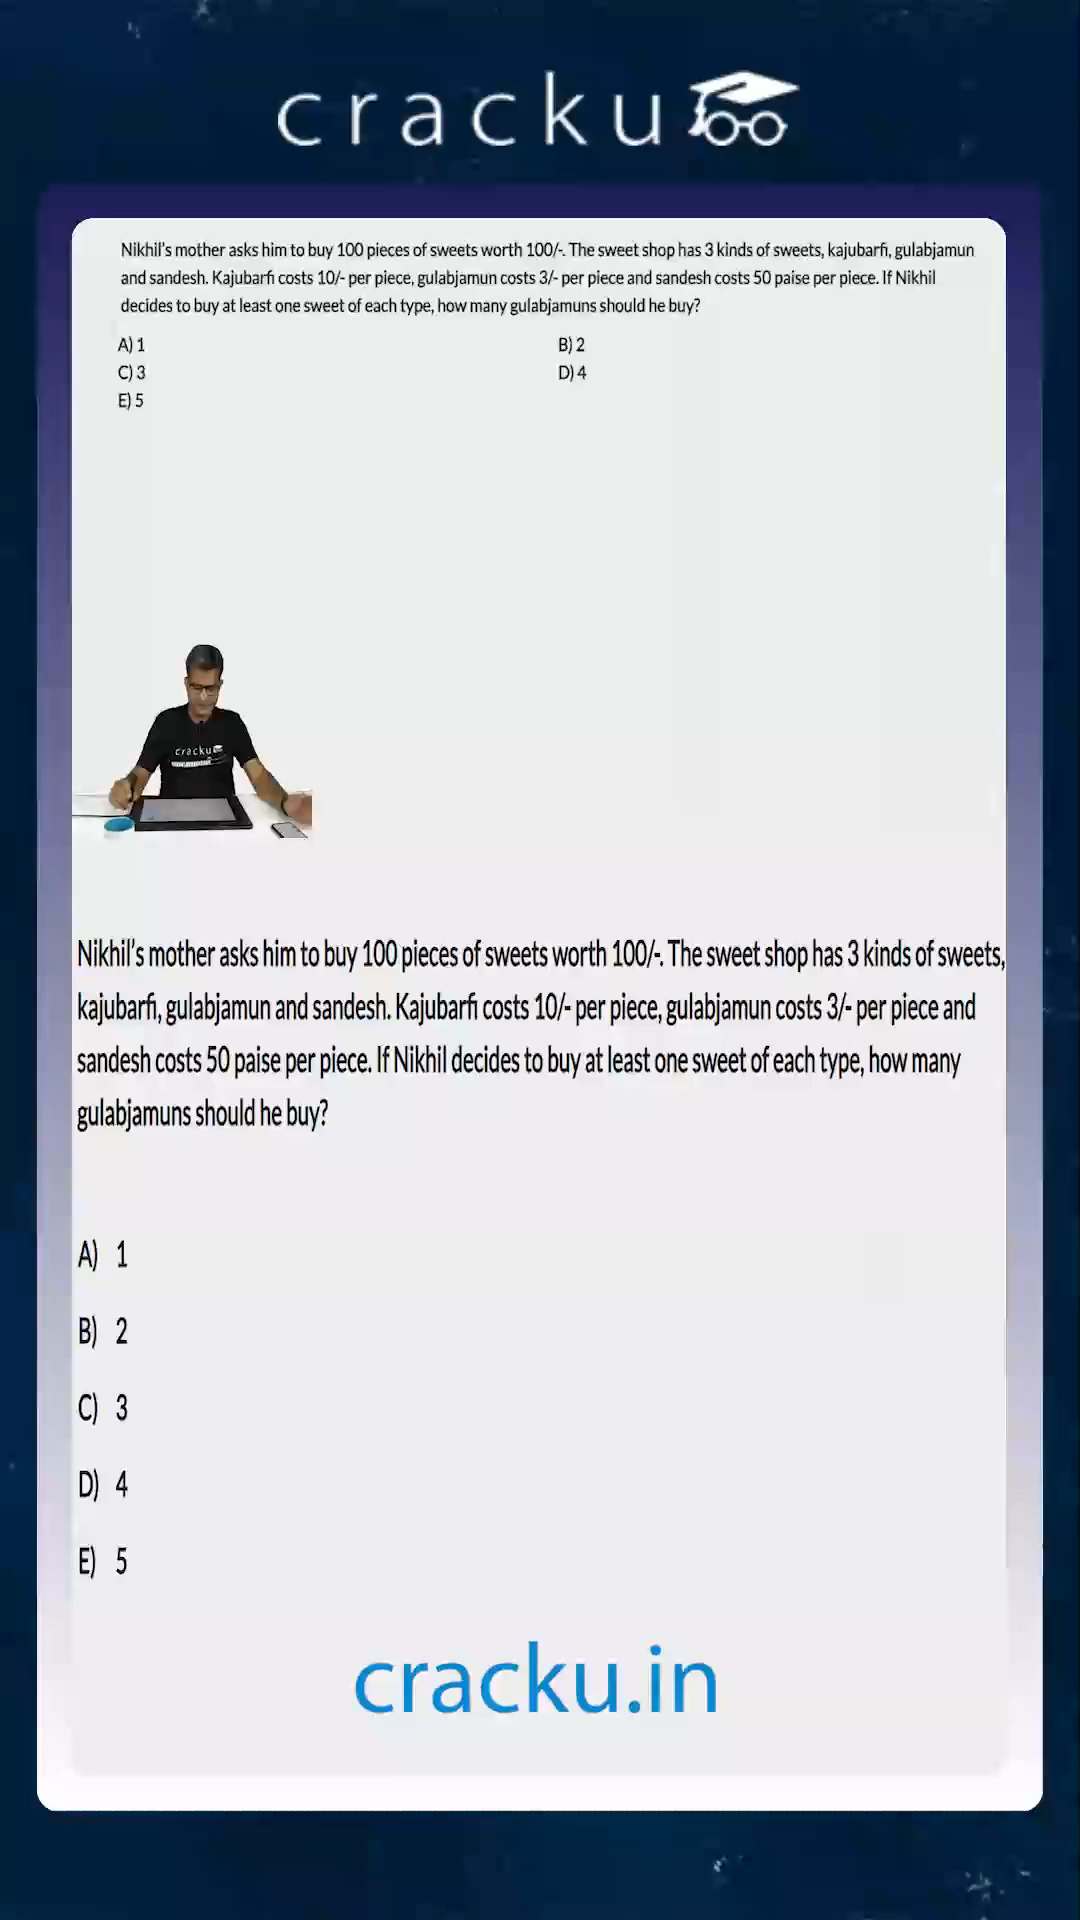 cracku
Nikhil's mother asks him to buy 100 pieces of sweets worth 100/-. The sweet shop has 3 kinds of sweets, kajubarfi, gulabjamun
and sandesh. Kajubarfi costs 10/- per piece, gulabjamun costs 3/- per piece and sandesh costs 50 paise per piece. If Nikhil
decides to buy at least one sweet of each type, how many gulabjamuns should he buy?
A) 1 B) 2
C) 3 D) 4
E) 5
cracku
Nikhil's mother asks him to buy 100 pieces of sweets worth 100/-. The sweet shop has 3 kinds of sweets,
kajubarfi, gulabjamun and sandesh. Kajubarfi costs 10/- per piece, gulabjamun costs 3/- per piece and
sandesh costs 50 paise per piece. If Nikhil decides to buy at least one sweet of each type, how many
gulabjamuns should he buy?
A) 1
B) 2
C) 3
D) 4
E) 5
cracku.in